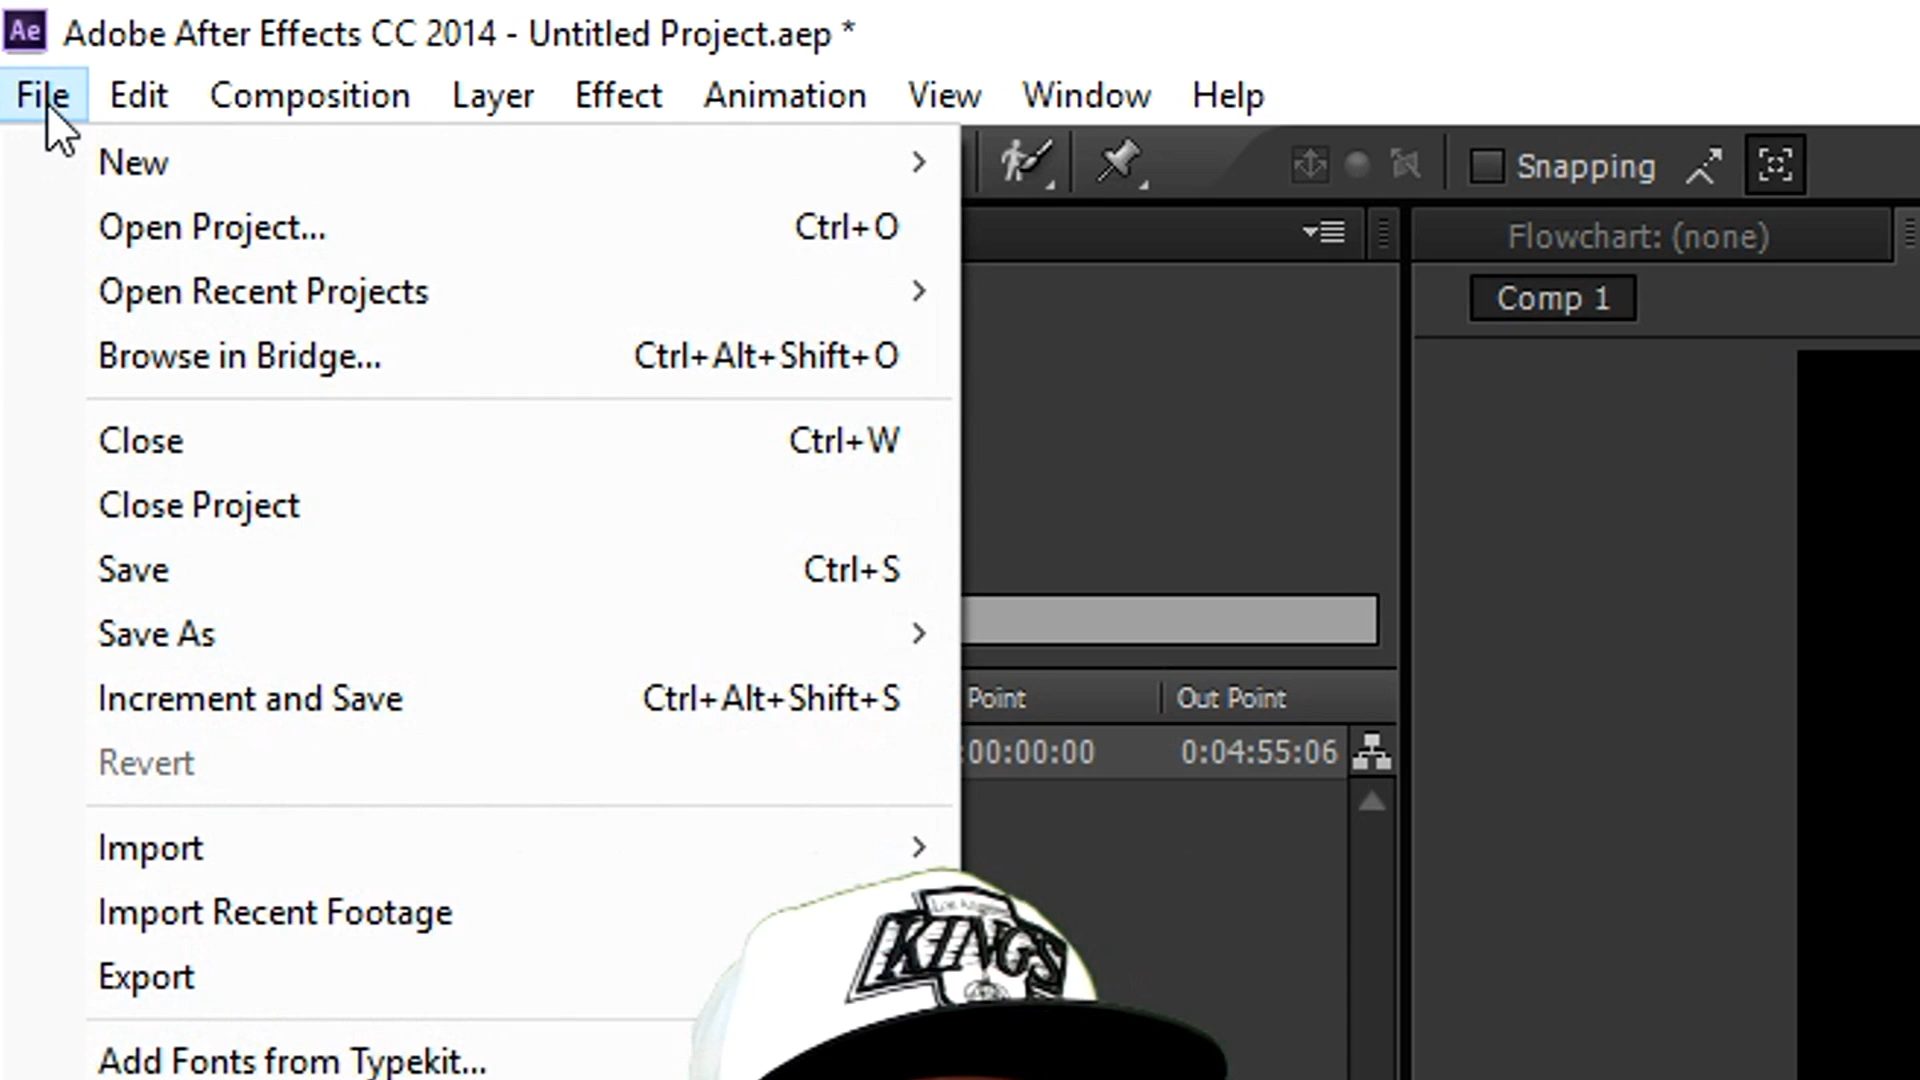 Ae Adobe After Effects CC 2014 - Untitled Project.aep *
File Edit Composition Layer Effect Animation View Window Help
New
Open Project... Ctrl+O
Open Recent Projects
Browse in Bridge... Ctrl+Alt+Shift+O
Close Ctrl+W
Close Project
Save Ctrl+S
Save As
Increment and Save Ctrl+Alt+Shift+S
Revert
Import
Import Recent Footage
Export
Add Fonts from Typekit...
Snapping
Flowchart: (none)
Comp 1
Point Out Point
:00:00:00 0:04:55:06
Los Angeles
KINGS